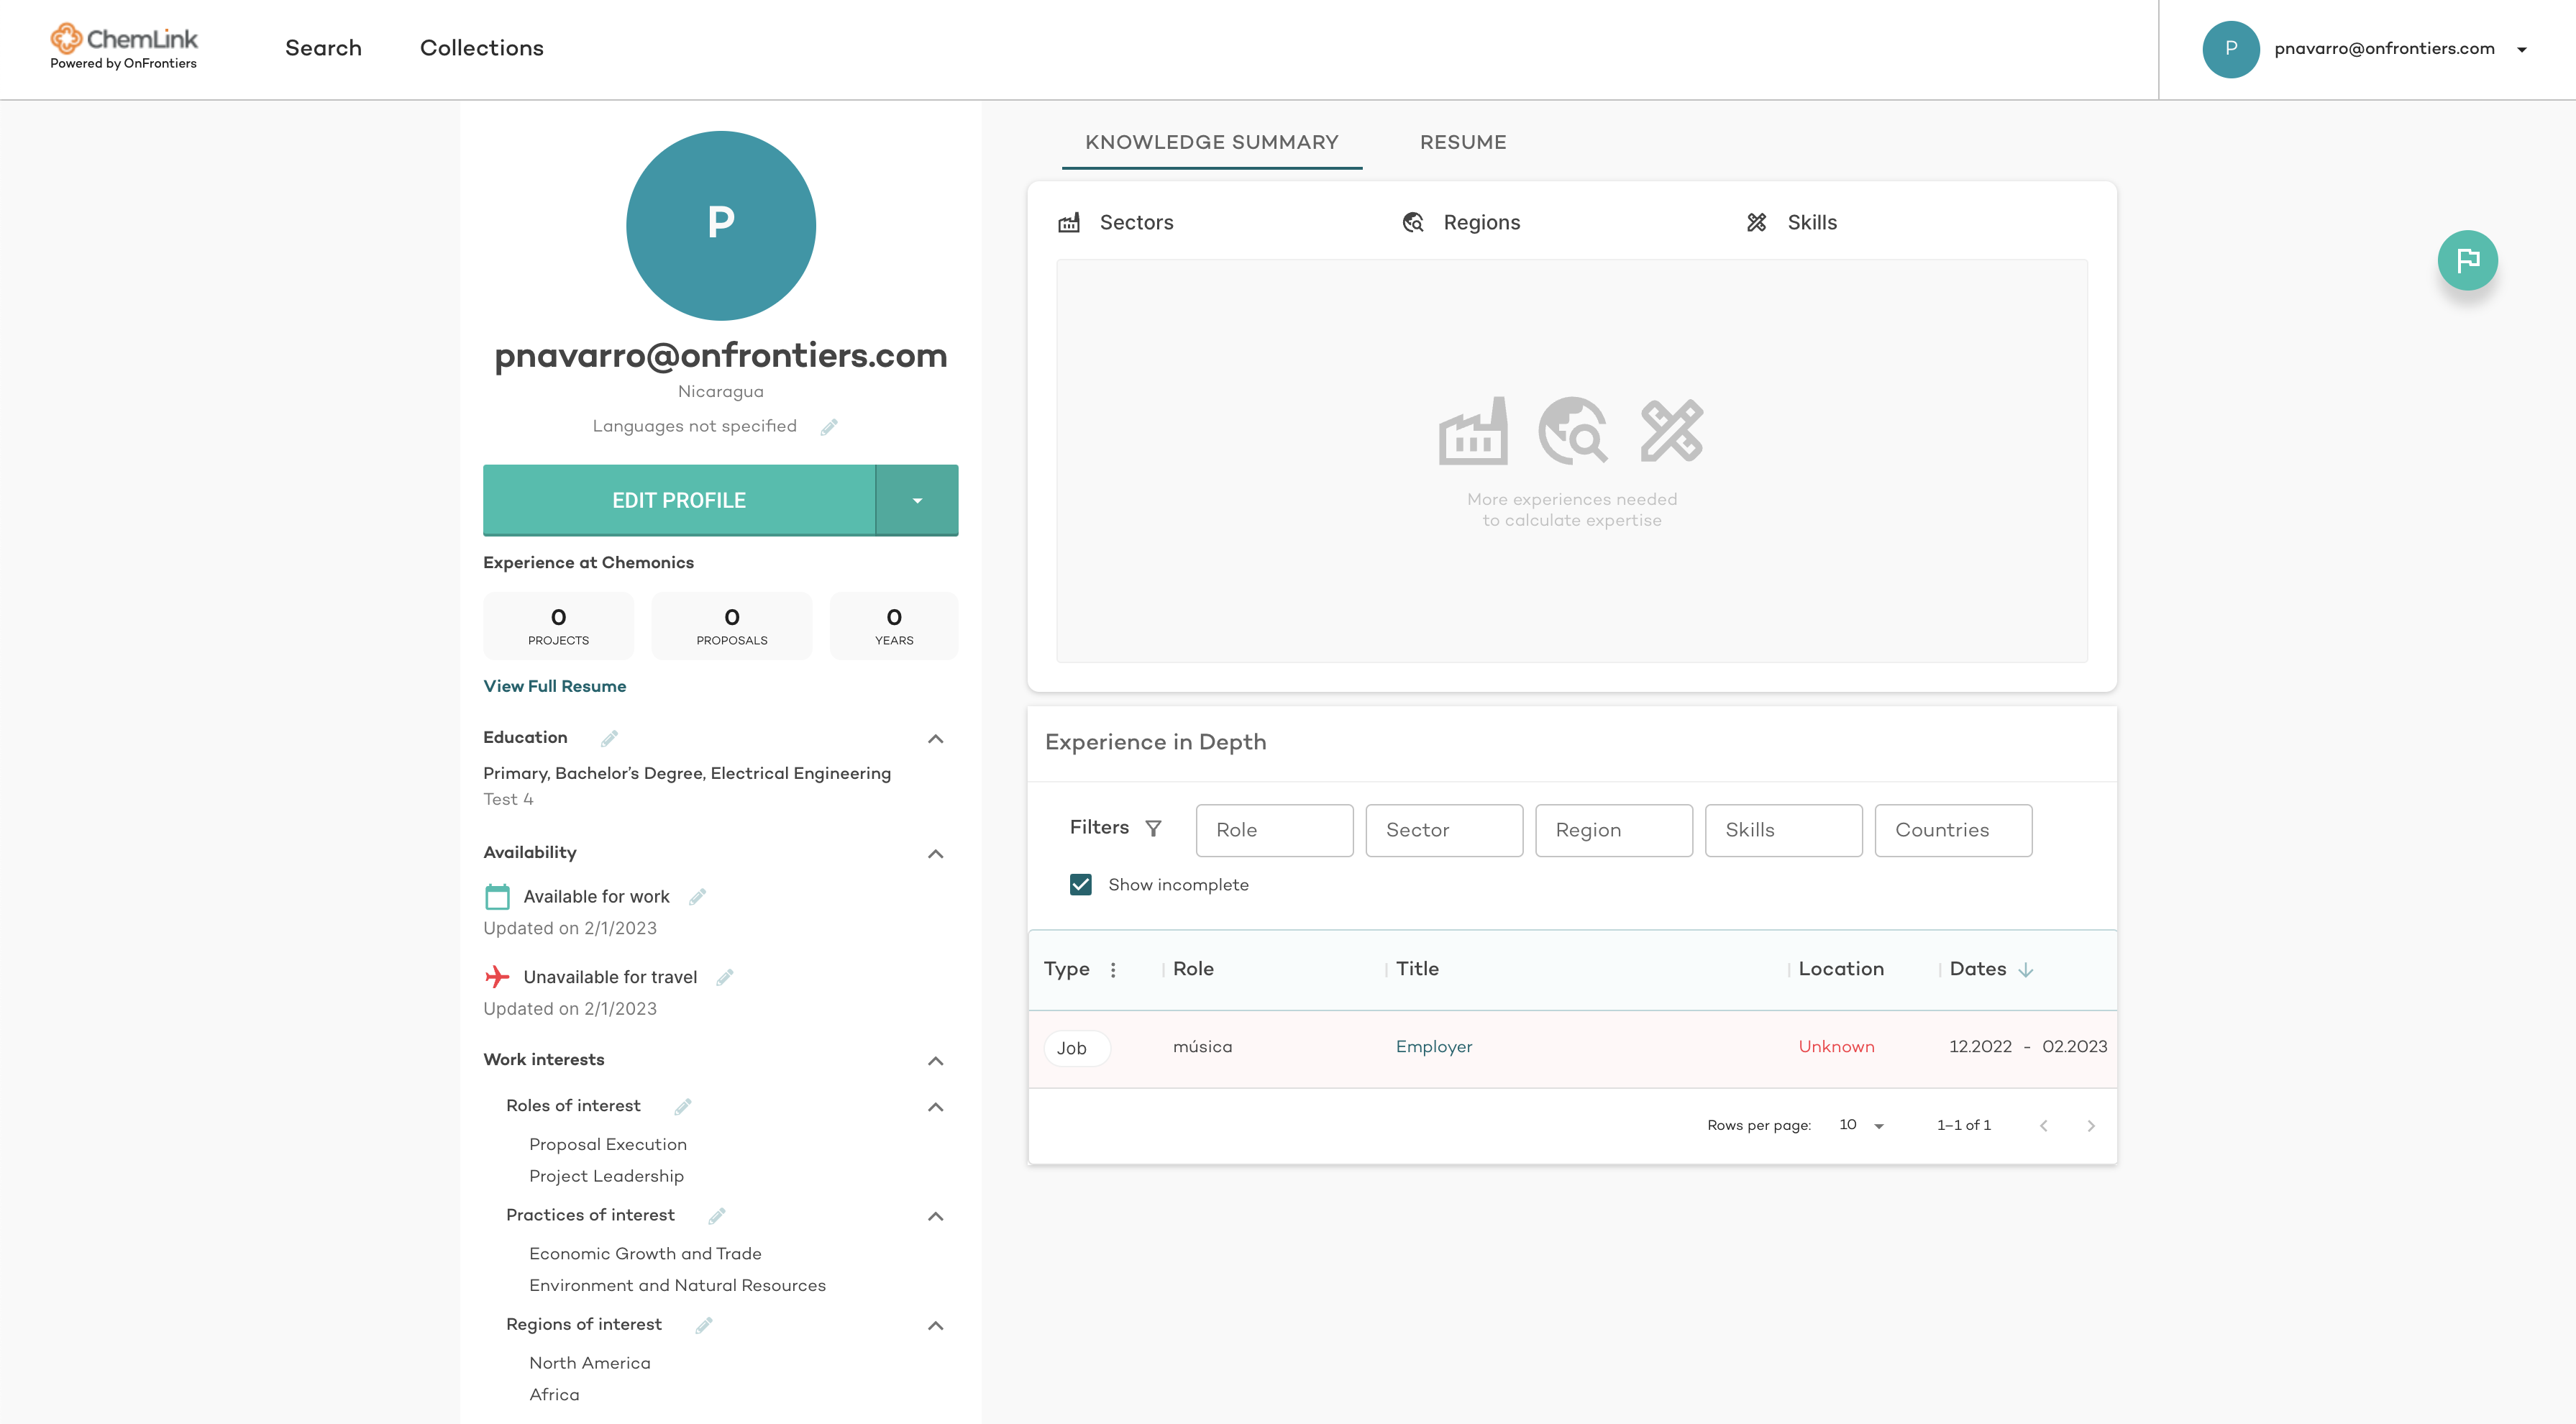 ChemLink
Powered by OnFrontiers
Search
Collections
P
pnavarro@onfrontiers.com
P
pnavarro@onfrontiers.com
Nicaragua
Languages not specified
EDIT PROFILE
Experience at Chemonics
0
PROJECTS
0
PROPOSALS
0
YEARS
View Full Resume
Education
Primary, Bachelor's Degree, Electrical Engineering
Test 4
Availability
Available for work
Updated on 2/1/2023
Unavailable for travel
Updated on 2/1/2023
Work interests
Roles of interest
Proposal Execution
Project Leadership
Practices of interest
Economic Growth and Trade
Environment and Natural Resources
Regions of interest
North America
Africa
KNOWLEDGE SUMMARY
RESUME
Sectors
Regions
Skills
More experiences needed
to calculate expertise
Experience in Depth
Filters
Role
Sector
Region
Skills
Countries
Show incomplete
Type
Role
Title
Location
Dates
Job
música
Employer
Unknown
12.2022 - 02.2023
Rows per page:
10
1–1 of 1